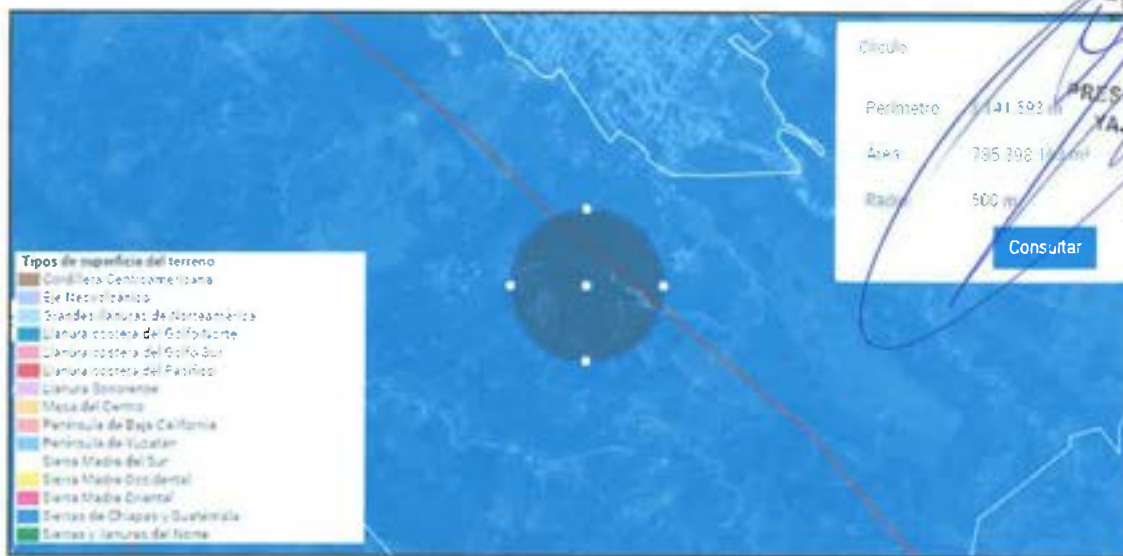 Tipos de superficie del terreno
Cordillera Centroamericana
Eje Neovolcánico
Grandes llanuras de Norteamérica
Llanura costera del Golfo Norte
Llanura costera del Golfo Sur
Llanura costera del Pacífico
Llanura Sonorense
Mesa del Centro
Península de Baja California
Península de Yucatán
Sierra Madre del Sur
Sierra Madre Occidental
Sierra Madre Oriental
Sierras de Chiapas y Guatemala
Sierras y llanuras del Norte
Círculo
Perímetro
Área
Radio 500 m
Consultar
PRES
YA